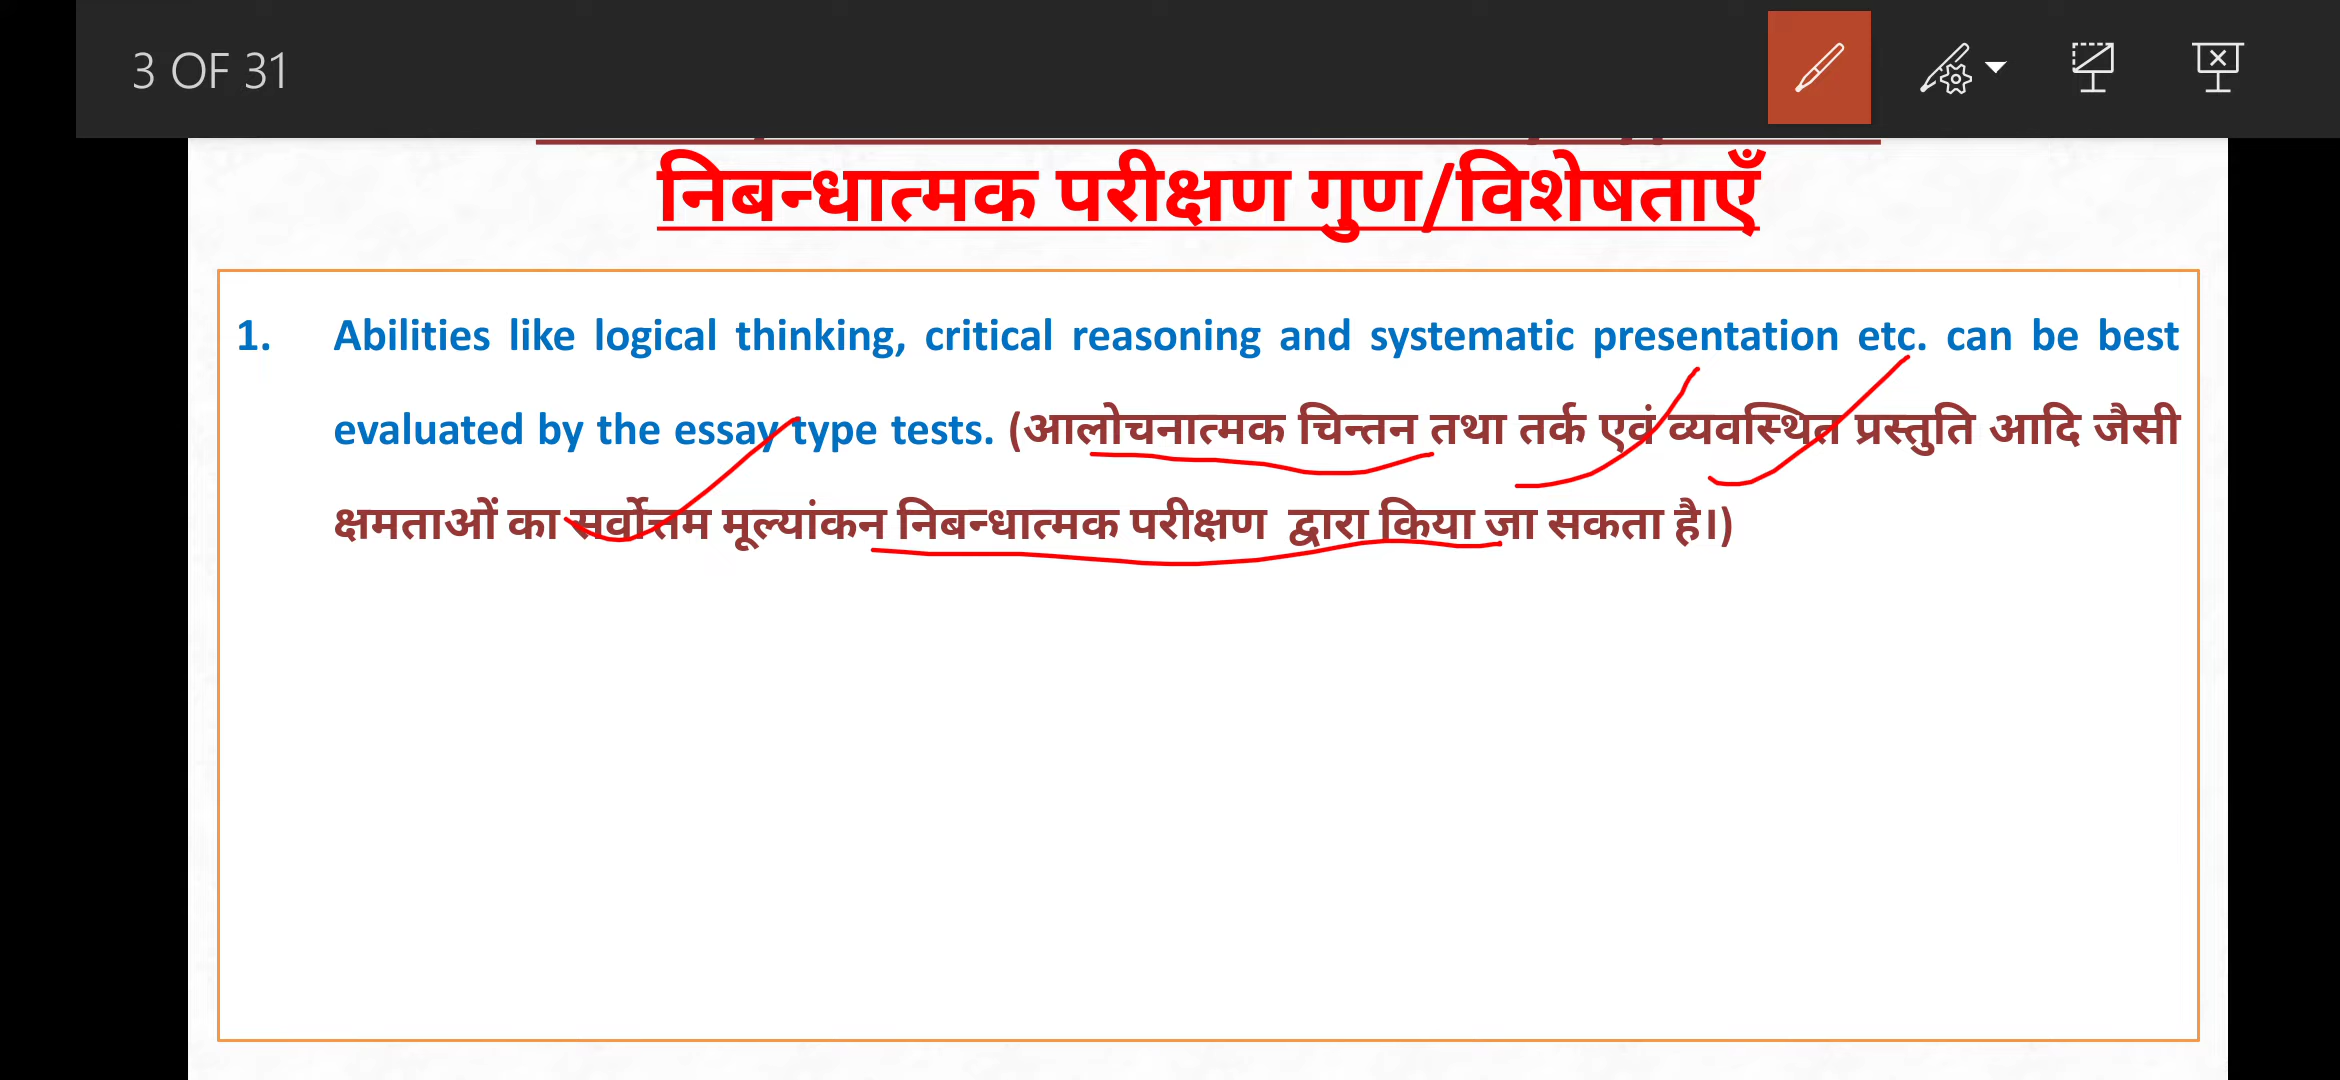 3 OF 31
निबन्धात्मक परीक्षण गुण/विशेषताएँ
1. Abilities like logical thinking, critical reasoning and systematic presentation etc. can be best
evaluated by the essay type tests. (आलोचनात्मक चिन्तन तथा तर्क एवं व्यवस्थित प्रस्तुति आदि जैसी
क्षमताओं का सर्वोत्तम मूल्यांकन निबन्धात्मक परीक्षण द्वारा किया जा सकता है।)